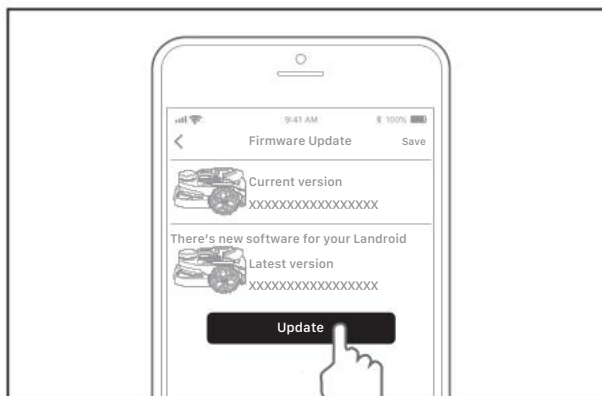 9:41 AM 100%
Firmware Update Save
Current version
XXXXXXXXXXXXXXXXX
There's new software for your Landroid
Latest version
XXXXXXXXXXXXXXXXX
Update